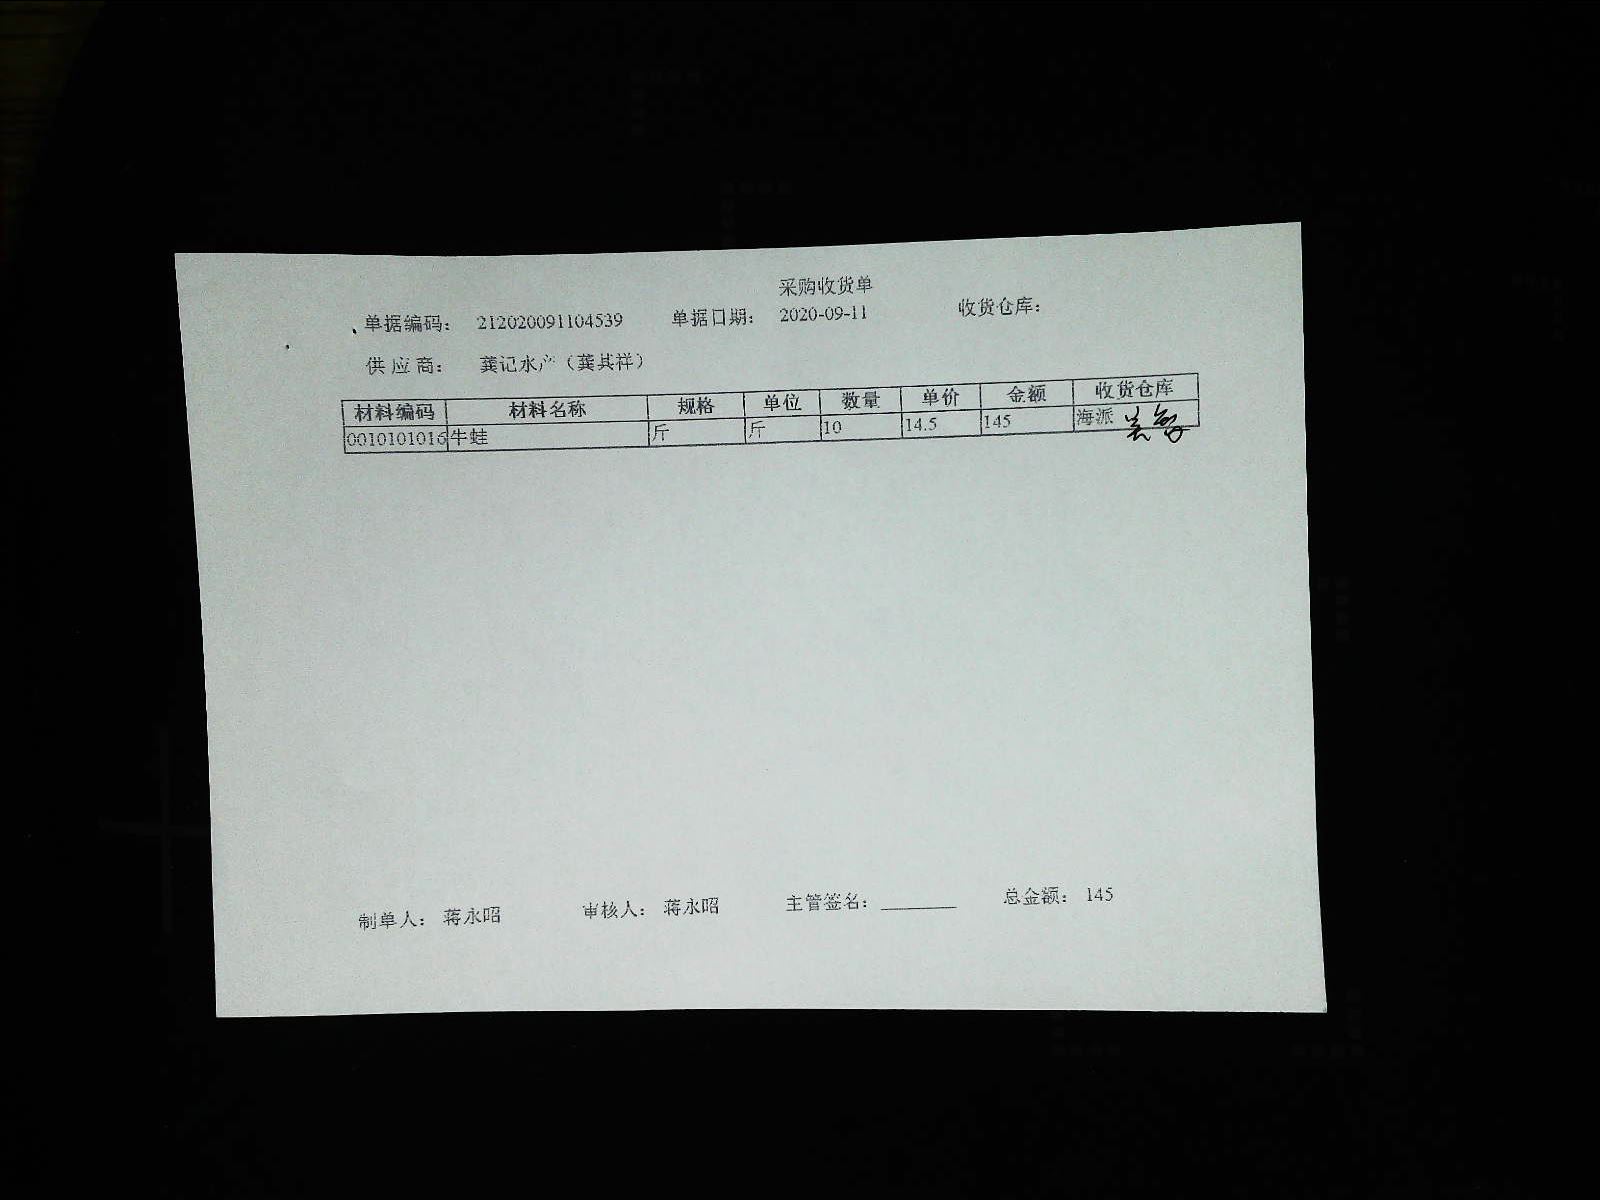 采购收货单
单据编码： 212020091104539 单据日期： 2020-09-11 收货仓库：
供应商： 龚记水产（龚其祥）
材料编码 材料名称 规格 单位 数量 单价 金额 收货仓库
0010101016 牛蛙 斤 斤 10 14.5 145 海派
制单人： 蒋永昭 审核人： 蒋永昭 主管签名： 总金额： 145